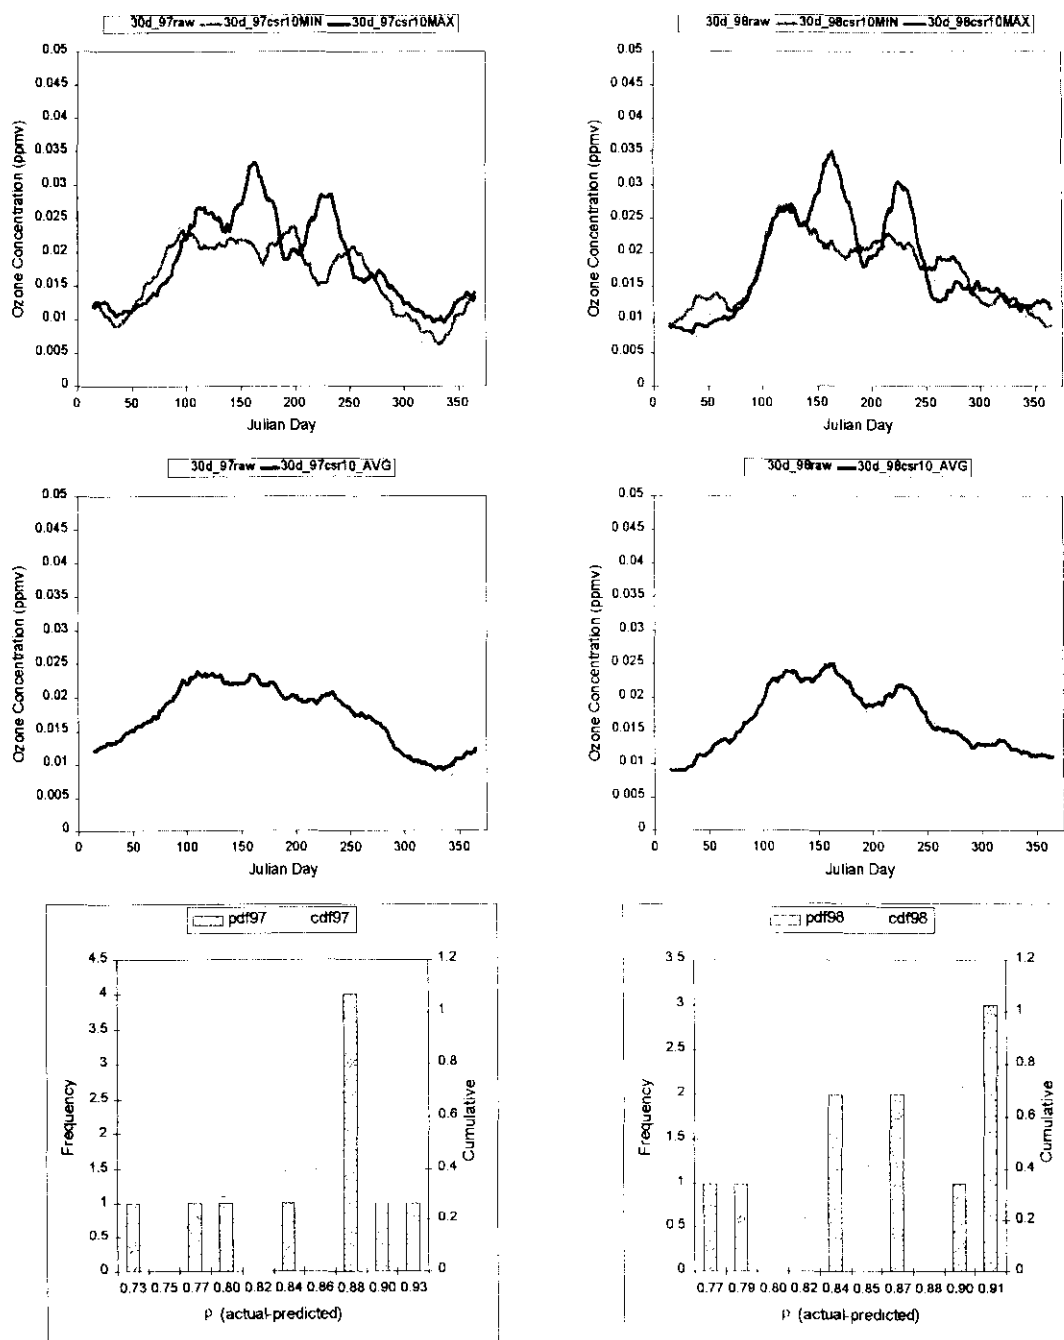 30d_97raw 30d_97csr10MIN 30d_97csr10MAX
0.05
0.045
0.04
0.035
0.03
0.025
0.02
0.015
0.01
0.005
0
Ozone Concentration (ppmv)
0 50 100 150 200 250 300 350
Julian Day
30d_98raw 30d_98csr10MIN 30d_98csr10MAX
0.05
0.045
0.04
0.035
0.03
0.025
0.02
0.015
0.01
0.005
0
Ozone Concentration (ppmv)
0 50 100 150 200 250 300 350
Julian Day
30d_97raw 30d_97csr10_AVG
0.05
0.045
0.04
0.035
0.03
0.025
0.02
0.015
0.01
0.005
0
Ozone Concentration (ppmv)
0 50 100 150 200 250 300 350
Julian Day
30d_98raw 30d_98csr10_AVG
0.05
0.045
0.04
0.035
0.03
0.025
0.02
0.015
0.01
0.005
0
Ozone Concentration (ppmv)
0 50 100 150 200 250 300 350
Julian Day
pdf97 cdf97
4.5
4
3.5
3
2.5
2
1.5
1
0.5
0
Frequency
1.2
1
0.8
0.6
0.4
0.2
0
Cumulative
0.73 0.75 0.77 0.80 0.82 0.84 0.86 0.88 0.90 0.93
ρ (actual-predicted)
pdf98 cdf98
3.5
3
2.5
2
1.5
1
0.5
0
Frequency
1.2
1
0.8
0.6
0.4
0.2
0
Cumulative
0.77 0.79 0.80 0.82 0.84 0.85 0.87 0.88 0.90 0.91
ρ (actual-predicted)